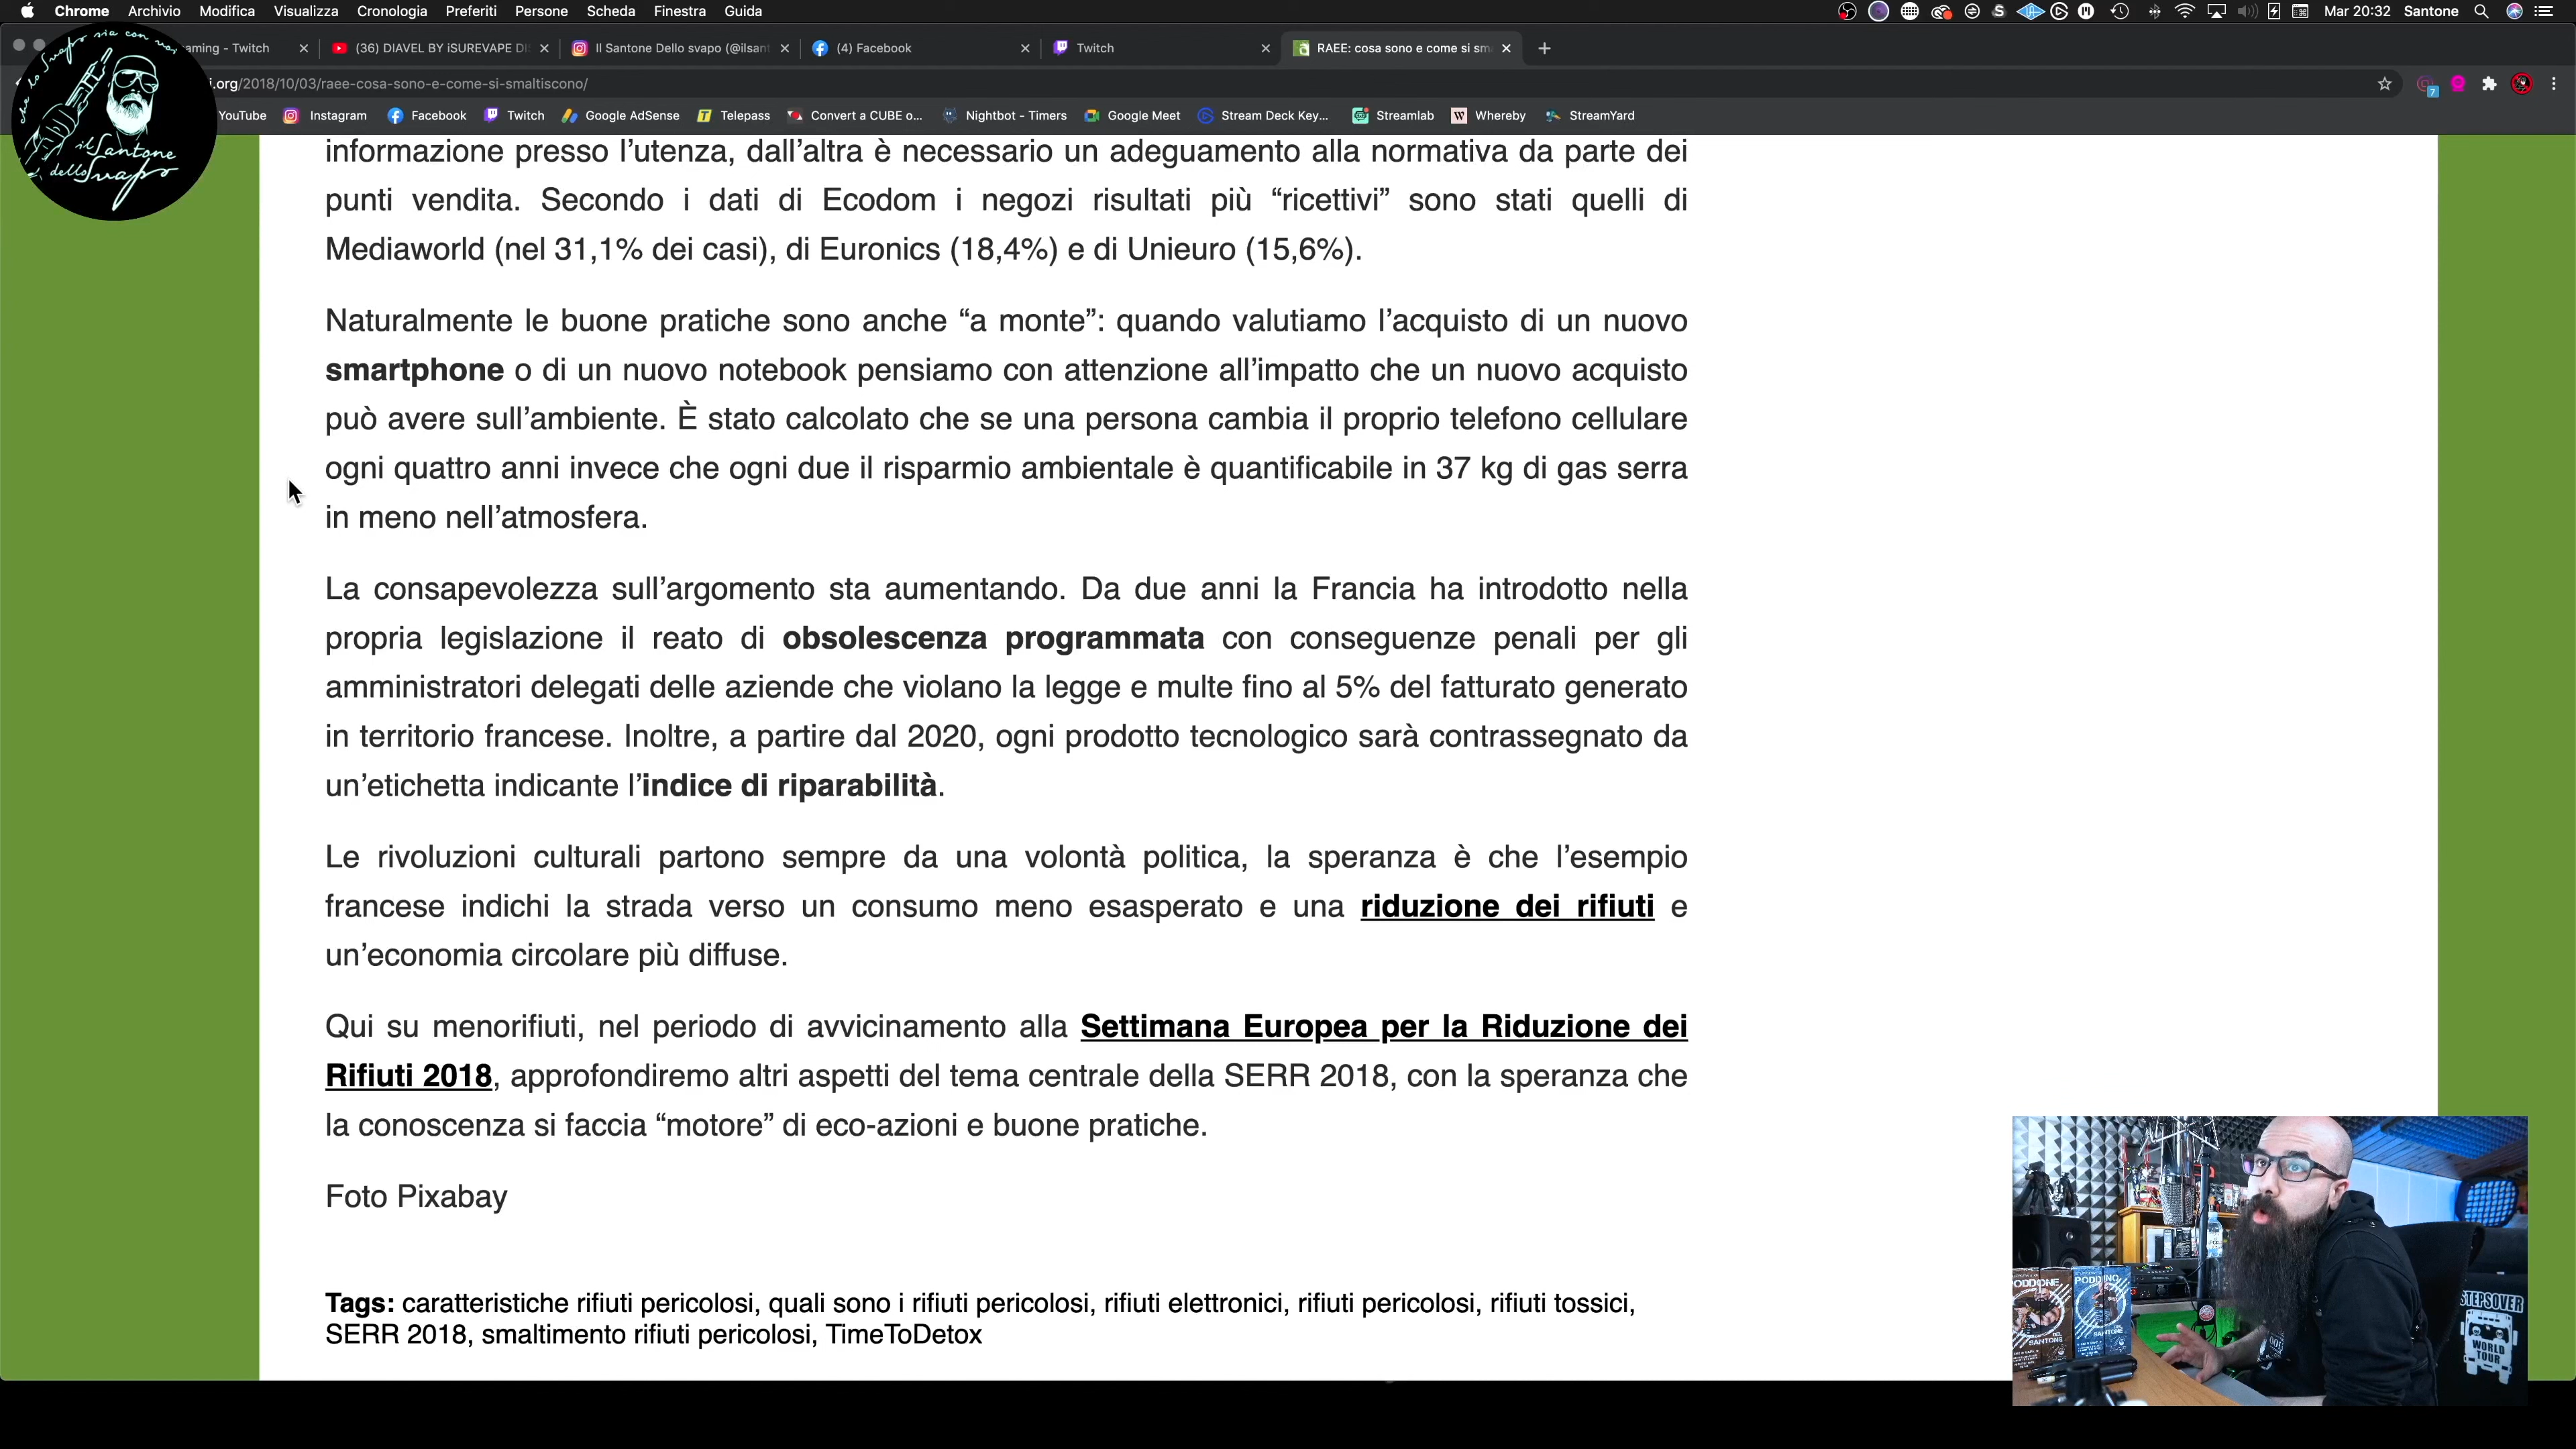 Chrome Archivio Modifica Visualizza Cronologia Preferiti Persone Scheda Finestra Guida Mar 20:32 Santone
aming - Twitch (36) DIAVEL BY iSUREVAPE DI Il Santone Dello svapo (@ilsant (4) Facebook Twitch RAEE: cosa sono e come si sm
i.org/2018/10/03/raee-cosa-sono-e-come-si-smaltiscono/
YouTube Instagram Facebook Twitch Google AdSense Telepass Convert a CUBE o... Nightbot - Timers Google Meet Stream Deck Key... Streamlab Whereby StreamYard
che lo Svapo sia con voi
il Santone
dello Svapo
informazione presso l’utenza, dall’altra è necessario un adeguamento alla normativa da parte dei
punti vendita. Secondo i dati di Ecodom i negozi risultati più “ricettivi” sono stati quelli di
Mediaworld (nel 31,1% dei casi), di Euronics (18,4%) e di Unieuro (15,6%).
Naturalmente le buone pratiche sono anche “a monte”: quando valutiamo l’acquisto di un nuovo
smartphone o di un nuovo notebook pensiamo con attenzione all’impatto che un nuovo acquisto
può avere sull’ambiente. È stato calcolato che se una persona cambia il proprio telefono cellulare
ogni quattro anni invece che ogni due il risparmio ambientale è quantificabile in 37 kg di gas serra
in meno nell’atmosfera.
La consapevolezza sull’argomento sta aumentando. Da due anni la Francia ha introdotto nella
propria legislazione il reato di obsolescenza programmata con conseguenze penali per gli
amministratori delegati delle aziende che violano la legge e multe fino al 5% del fatturato generato
in territorio francese. Inoltre, a partire dal 2020, ogni prodotto tecnologico sarà contrassegnato da
un’etichetta indicante l’indice di riparabilità.
Le rivoluzioni culturali partono sempre da una volontà politica, la speranza è che l’esempio
francese indichi la strada verso un consumo meno esasperato e una riduzione dei rifiuti e
un’economia circolare più diffuse.
Qui su menorifiuti, nel periodo di avvicinamento alla Settimana Europea per la Riduzione dei
Rifiuti 2018, approfondiremo altri aspetti del tema centrale della SERR 2018, con la speranza che
la conoscenza si faccia “motore” di eco-azioni e buone pratiche.
Foto Pixabay
Tags: caratteristiche rifiuti pericolosi, quali sono i rifiuti pericolosi, rifiuti elettronici, rifiuti pericolosi, rifiuti tossici,
SERR 2018, smaltimento rifiuti pericolosi, TimeToDetox
STEPSOVER
WORLD
TOUR